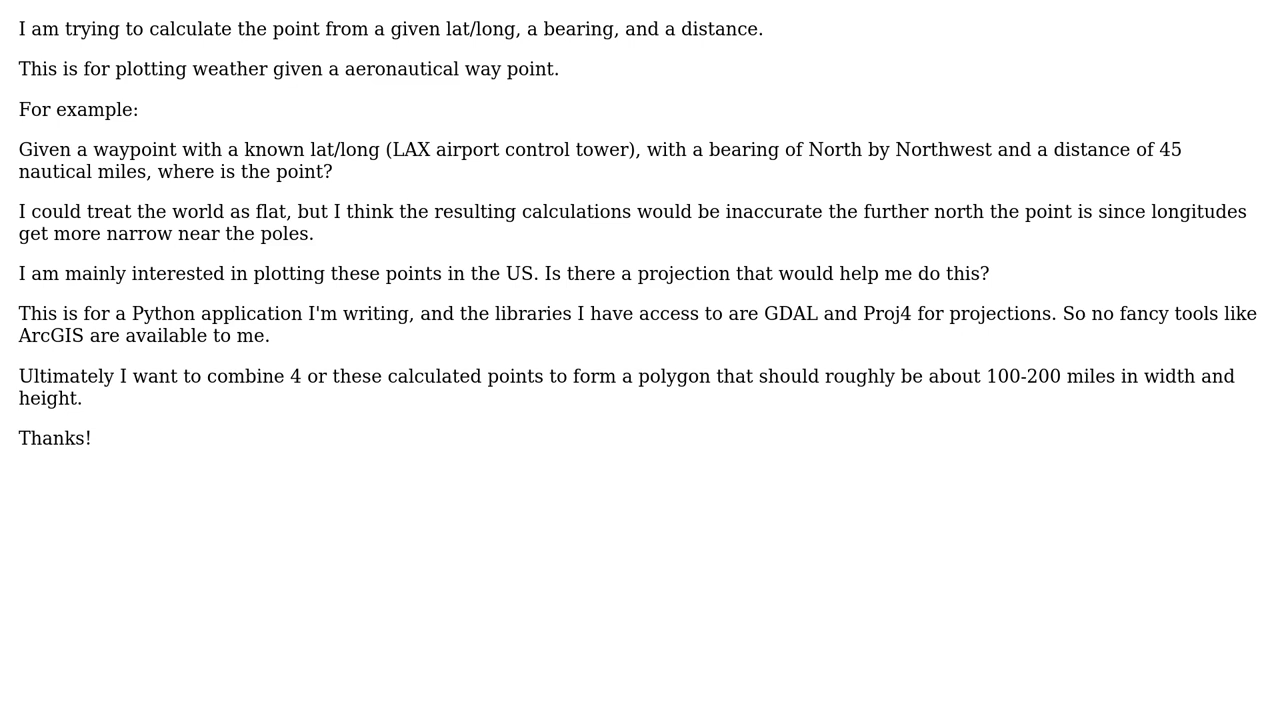 I am trying to calculate the point from a given lat/long, a bearing, and a distance.
This is for plotting weather given a aeronautical way point.
For example:
Given a waypoint with a known lat/long (LAX airport control tower), with a bearing of North by Northwest and a distance of 45
nautical miles, where is the point?
I could treat the world as flat, but I think the resulting calculations would be inaccurate the further north the point is since longitudes
get more narrow near the poles.
I am mainly interested in plotting these points in the US. Is there a projection that would help me do this?
This is for a Python application I'm writing, and the libraries I have access to are GDAL and Proj4 for projections. So no fancy tools like
ArcGIS are available to me.
Ultimately I want to combine 4 or these calculated points to form a polygon that should roughly be about 100-200 miles in width and
height.
Thanks!